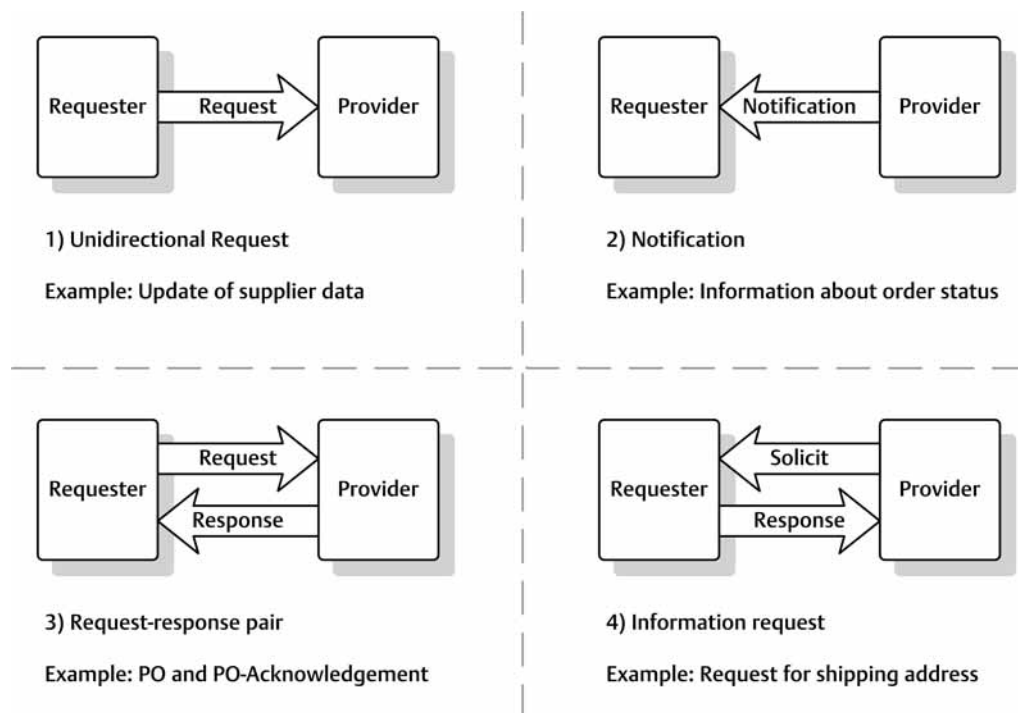 Requester
Request
Provider
1) Unidirectional Request
Example: Update of supplier data
Requester
Notification
Provider
2) Notification
Example: Information about order status
Requester
Request
Response
Provider
3) Request-response pair
Example: PO and PO-Acknowledgement
Requester
Solicit
Response
Provider
4) Information request
Example: Request for shipping address